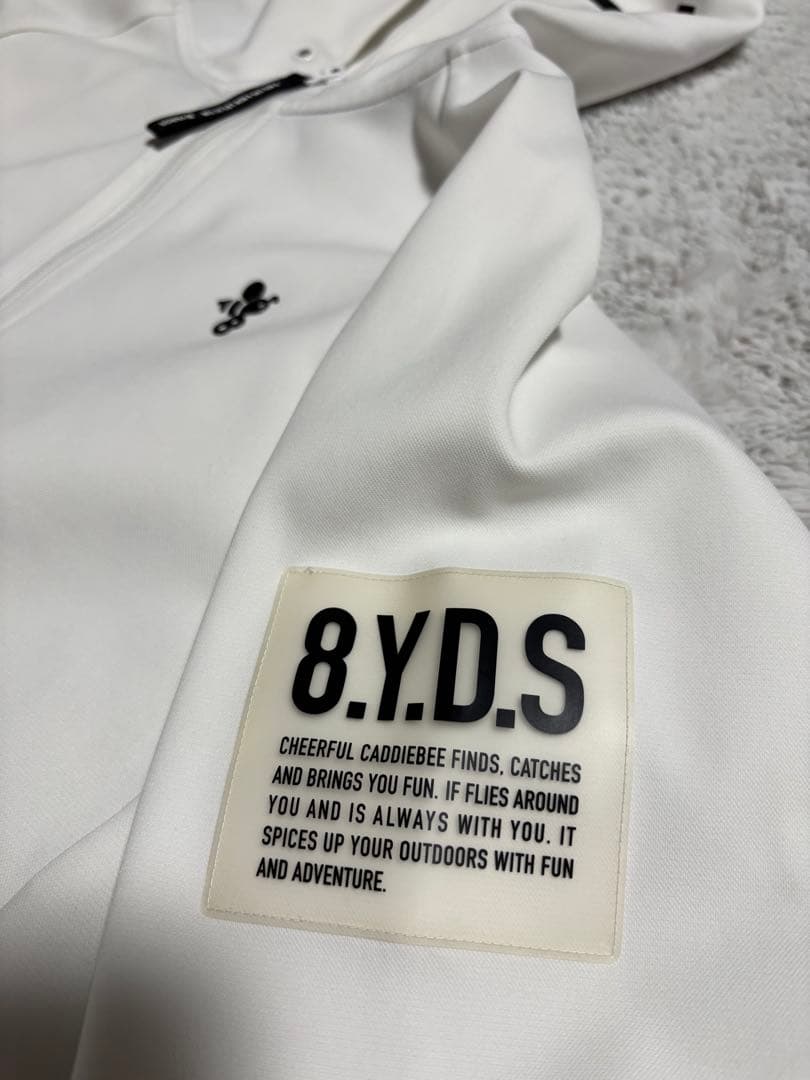 8.Y.D.S
CHEERFUL CADDIEBEE FINDS, CATCHES
AND BRINGS YOU FUN. IF FLIES AROUND
YOU AND IS ALWAYS WITH YOU. IT
SPICES UP YOUR OUTDOORS WITH FUN
AND ADVENTURE.